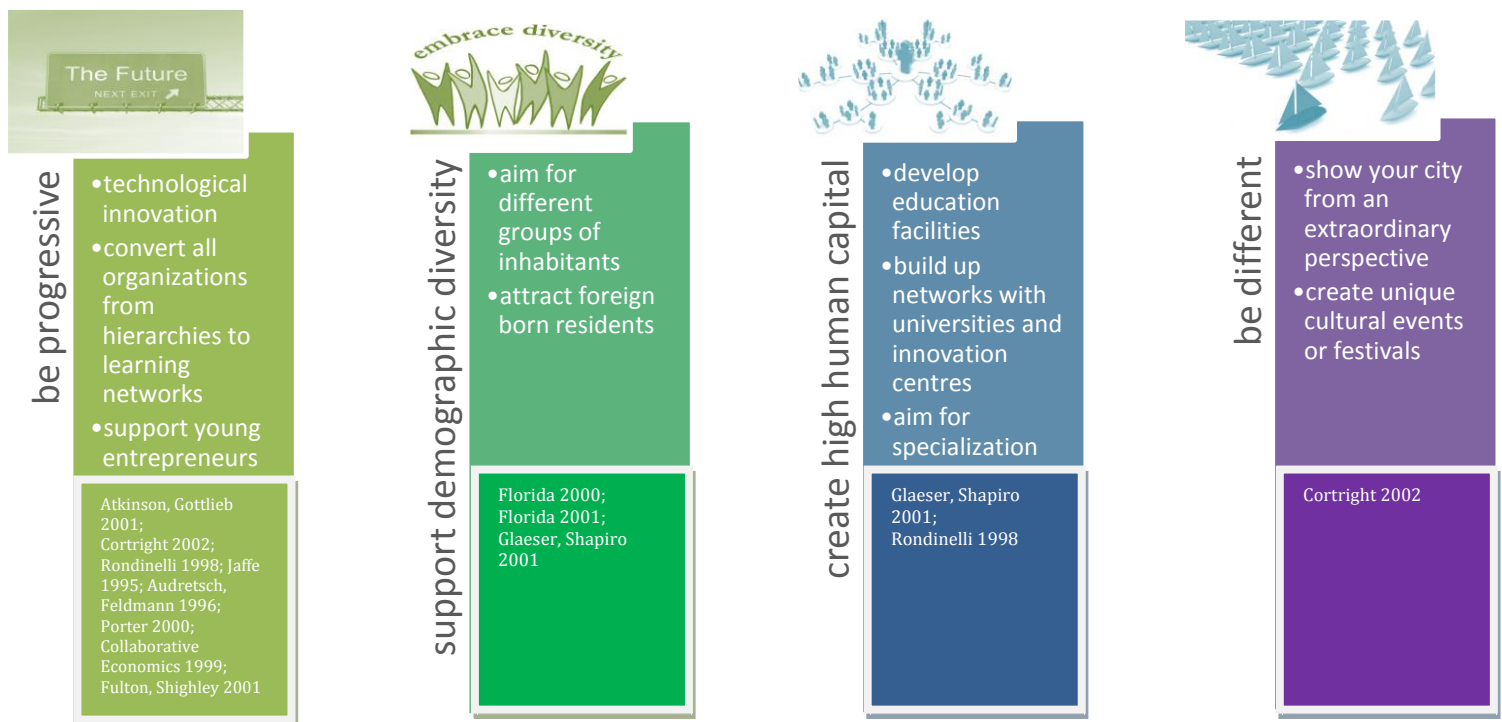 The Future
NEXT EXIT ↗
be progressive
•technological
innovation
•convert all
organizations
from
hierarchies to
learning
networks
•support young
entrepreneurs
Atkinson, Gottlieb
2001;
Cortright 2002;
Rondinelli 1998; Jaffe
1995; Audretsch,
Feldmann 1996;
Porter 2000;
Collaborative
Economics 1999;
Fulton, Shighley 2001
embrace diversity
support demographic diversity
•aim for
different
groups of
inhabitants
•attract foreign
born residents
Florida 2000;
Florida 2001;
Glaeser, Shapiro
2001
create high human capital
•develop
education
facilities
•build up
networks with
universities and
innovation
centres
•aim for
specialization
Glaeser, Shapiro
2001;
Rondinelli 1998
be different
•show your city
from an
extraordinary
perspective
•create unique
cultural events
or festivals
Cortright 2002